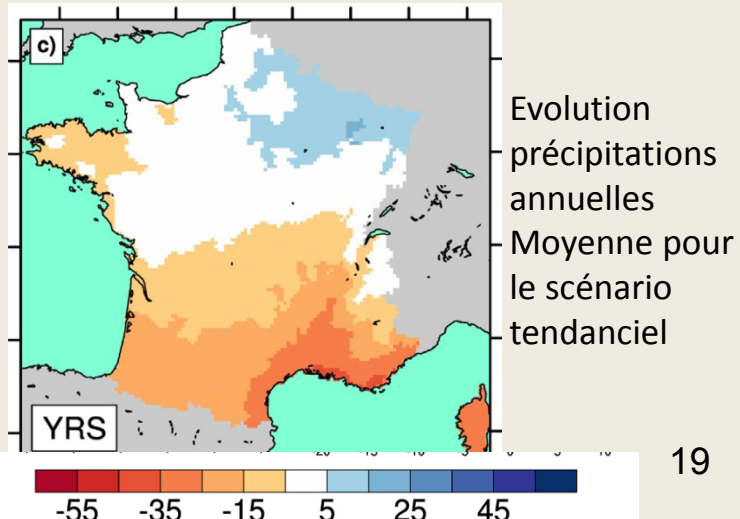 c)
Evolution
précipitations
annuelles
Moyenne pour
le scénario
tendanciel
YRS
19
-55 -35 -15 5 25 45